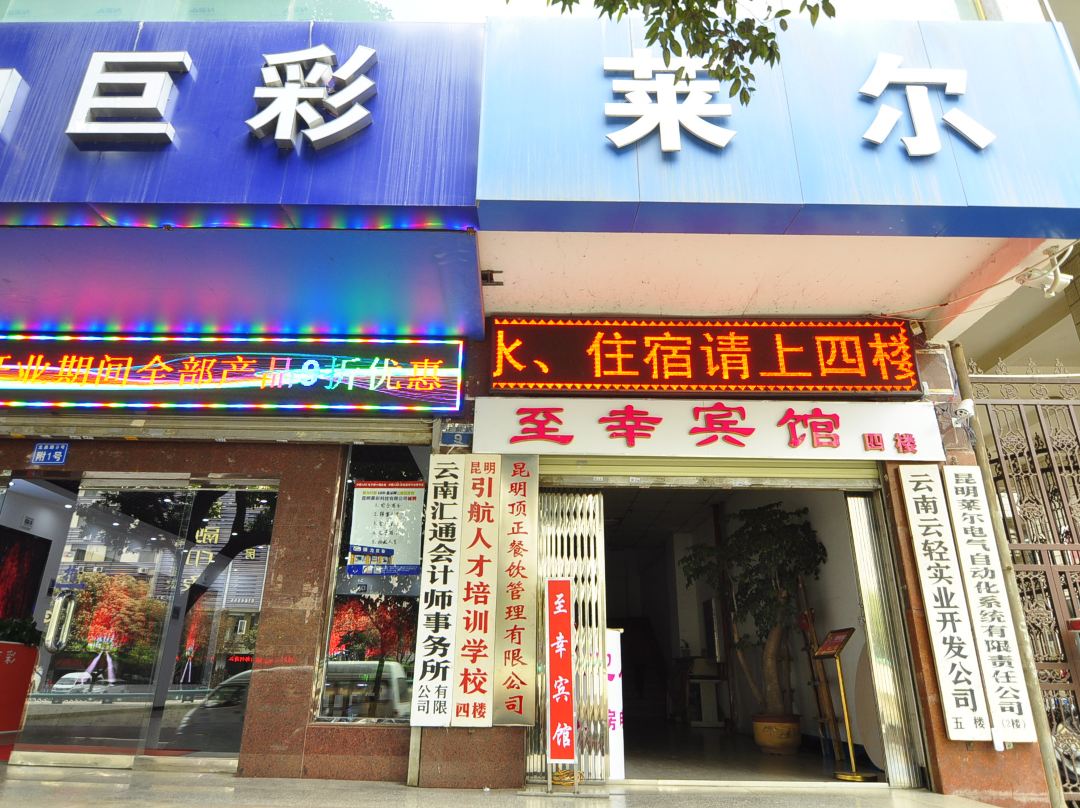 巨彩
莱尔
业期间全部产品9折优惠
、住宿请上四楼
至幸宾馆 四楼
附1号
9
云南汇通会计师事务所有限公司
昆明引航人才培训学校 四楼
昆明顶正餐饮管理有限公司
至幸宾馆
云南云轻实业开发公司 五楼
昆明莱尔电气自动化系统有限责任公司 (2楼)